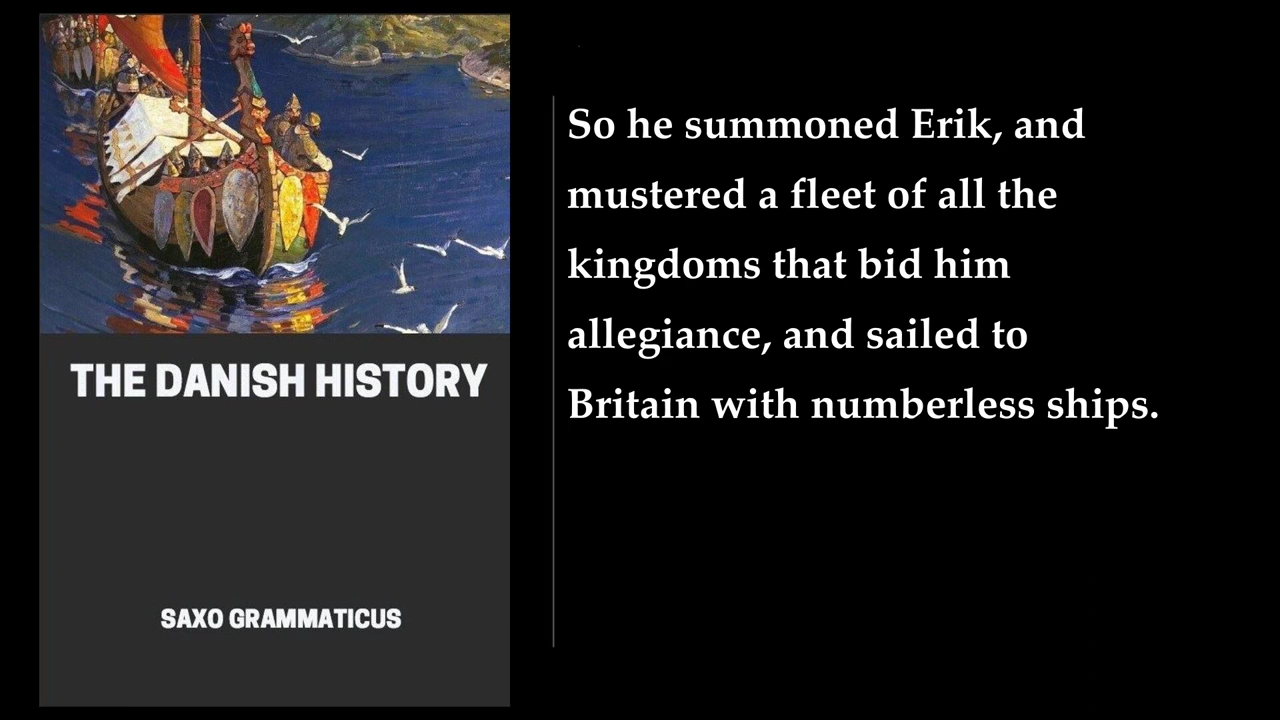 THE DANISH HISTORY
SAXO GRAMMATICUS
So he summoned Erik, and
mustered a fleet of all the
kingdoms that bid him
allegiance, and sailed to
Britain with numberless ships.